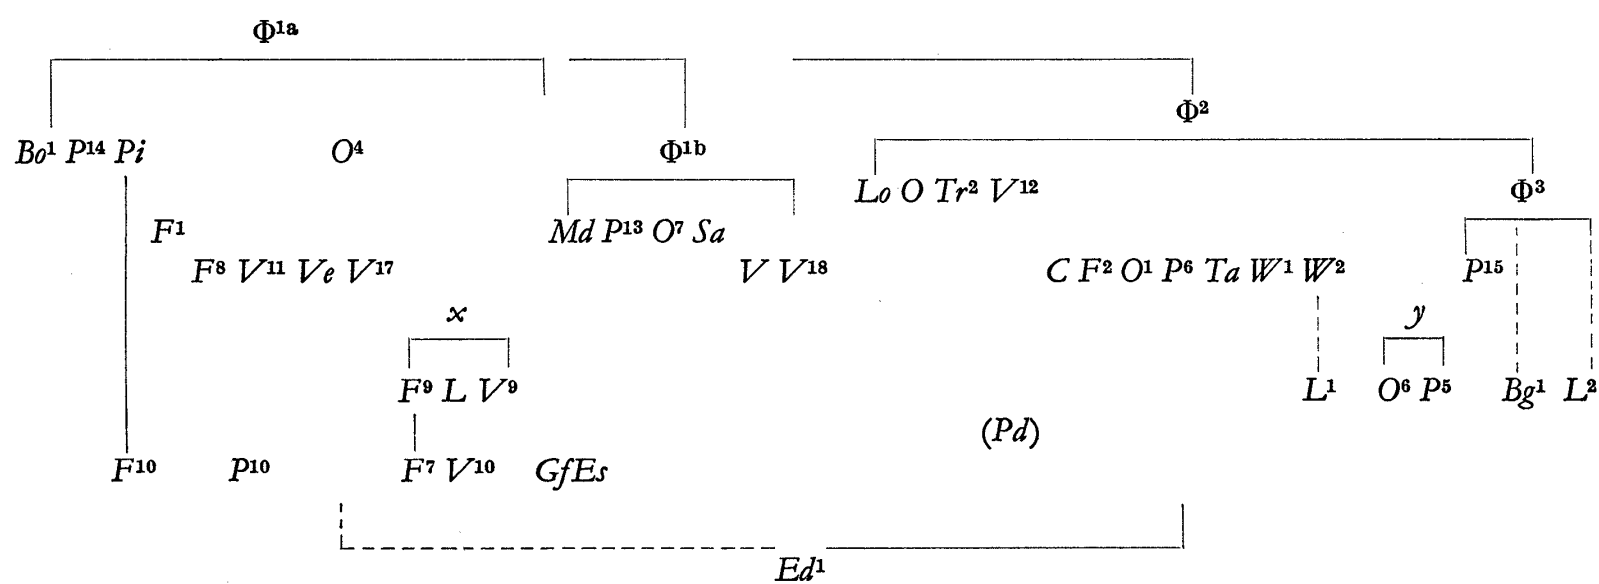 Φ¹ᵃ
Φ²
Bo¹ P¹⁴ Pi O⁴ Φ¹ᵇ
Lo O Tr² V¹² Φ³
F¹ Md P¹³ O⁷ Sa
F⁸ V¹¹ Ve V¹⁷ V V¹⁸ C F² O¹ P⁶ Ta W¹ W² P¹⁵
x y
F⁹ L V⁹ L¹ O⁶ P⁵ Bg¹ L²
(Pd)
F¹⁰ P¹⁰ F⁷ V¹⁰ GfEs
Ed¹